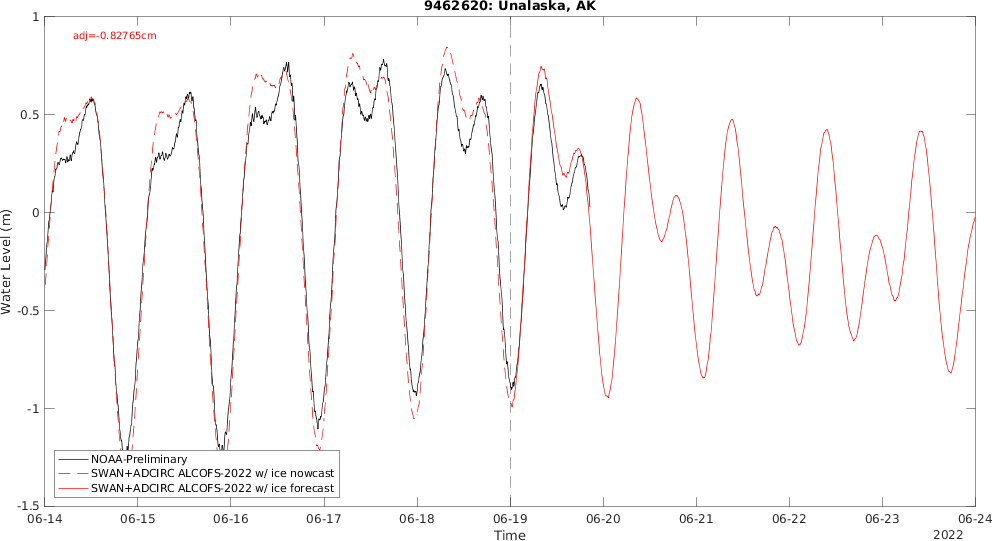 9462620: Unalaska, AK
1
adj=-0.82765cm
0.5
0
Water Level (m)
-0.5
-1
NOAA-Preliminary
SWAN+ADCIRC ALCOFS-2022 w/ ice nowcast
SWAN+ADCIRC ALCOFS-2022 w/ ice forecast
-1.5
06-14 06-15 06-16 06-17 06-18 06-19 06-20 06-21 06-22 06-23 06-24
Time
2022